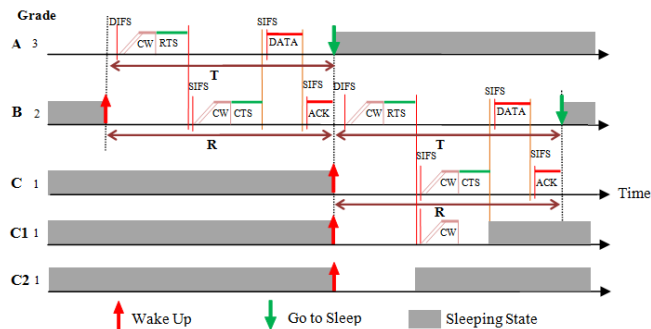 Grade
DIFS
SIFS
A 3
CW RTS
DATA
T
SIFS
SIFS
DIFS
SIFS
B 2
CW CTS
ACK
CW RTS
DATA
R
T
SIFS
SIFS
C 1
CW CTS
ACK
Time
R
SIFS
C1 1
CW
C2 1
Wake Up
Go to Sleep
Sleeping State